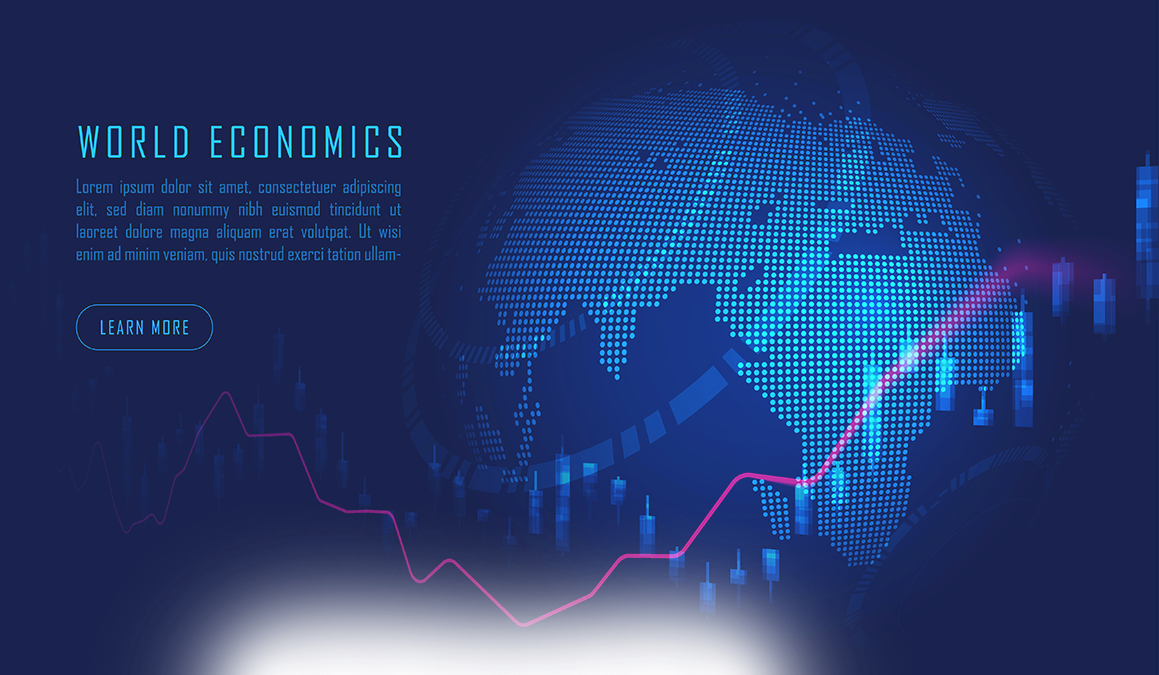 WORLD ECONOMICS
Lorem ipsum dolor sit amet, consectetuer adipiscing
elit, sed diam nonummy nibh euismod tincidunt ut
laoreet dolore magna aliquam erat volutpat. Ut wisi
enim ad minim veniam, quis nostrud exerci tation ullam-
LEARN MORE